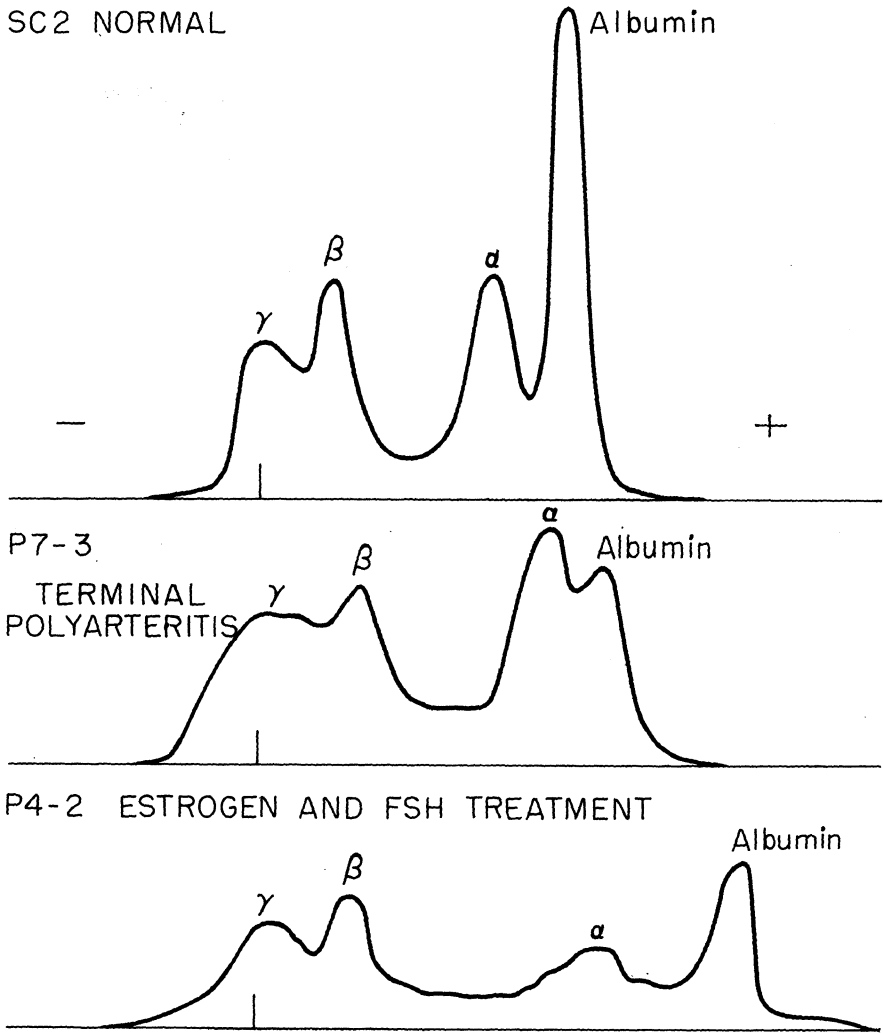 SC2 NORMAL
Albumin
β
α
γ
— +
α
P7-3
Albumin
β
TERMINAL
γ
POLYARTERITIS
P4-2 ESTROGEN AND FSH TREATMENT
Albumin
β
γ
α